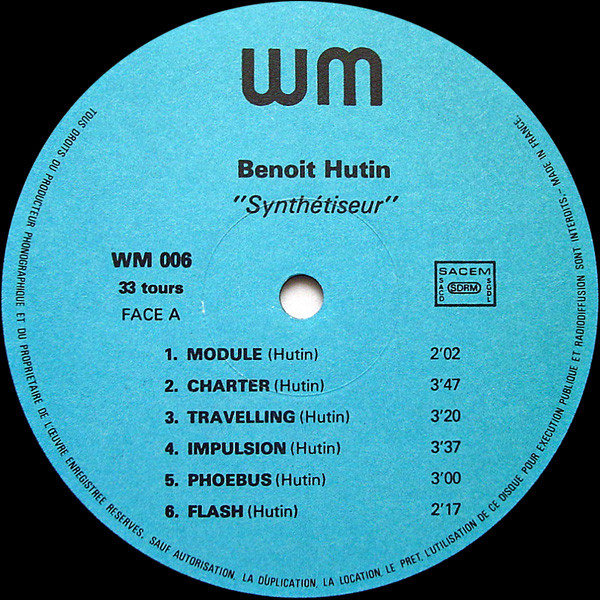 wm
Benoit Hutin
"Synthétiseur"
WM 006
33 tours
FACE A
SACEM
SACD SDRM SGDL
1. MODULE (Hutin) 2'02
2. CHARTER (Hutin) 3'47
3. TRAVELLING (Hutin) 3'20
4. IMPULSION (Hutin) 3'37
5. PHOEBUS (Hutin) 3'00
6. FLASH (Hutin) 2'17
TOUS DROITS DU PRODUCTEUR PHONOGRAPHIQUE ET DU PROPRIETAIRE DE L'ŒUVRE ENREGISTREE RESERVES, SAUF AUTORISATION, LA DUPLICATION, LA LOCATION, LE PRET, L'UTILISATION DE CE DISQUE POUR EXECUTION PUBLIQUE ET RADIODIFFUSION SONT INTERDITS.- MADE IN FRANCE.